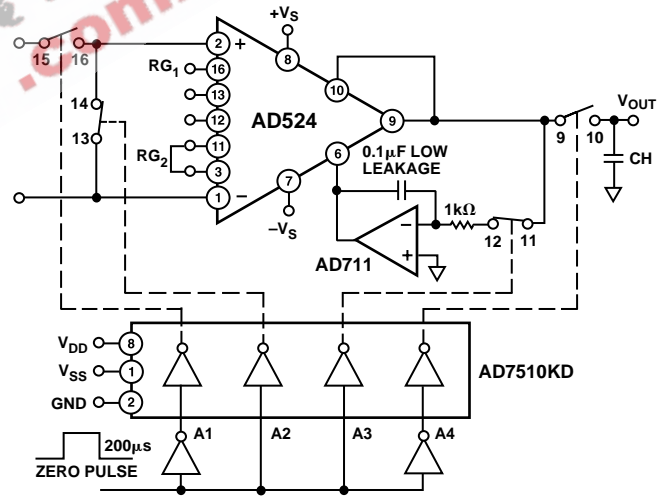 +VS
15 16
2 +
8
RG1
16
13
14
13
12
11
RG2
3
1 −
10
AD524
9
6
7
−VS
0.1µF LOW
LEAKAGE
1kΩ
−
+
AD711
12 11
9 10
VOUT
CH
VDD 8
VSS 1
GND 2
AD7510KD
A1 A2 A3 A4
200µs
ZERO PULSE
.com